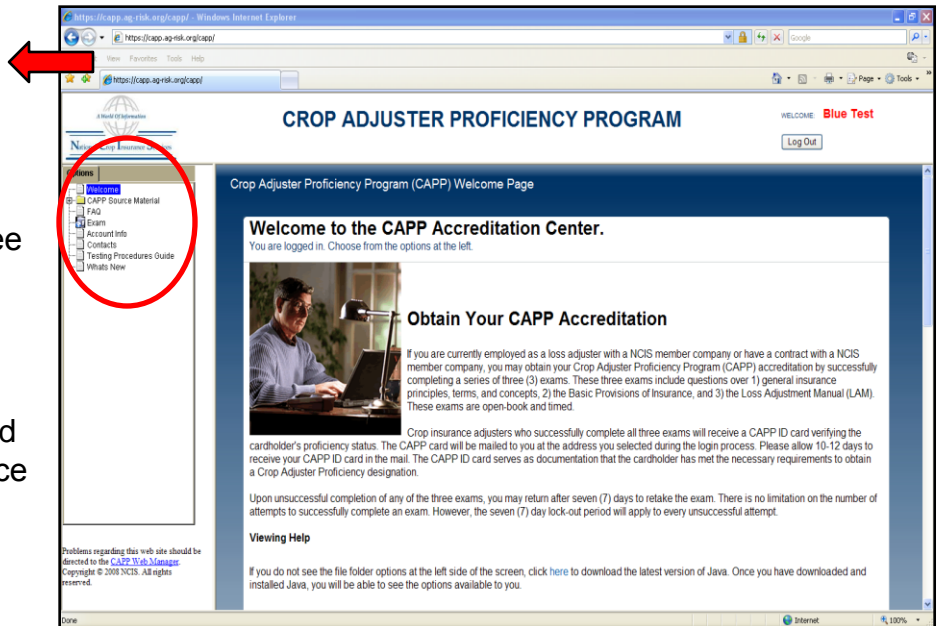 https://capp.ag-risk.org/capp/ - Windows Internet Explorer
https://capp.ag-risk.org/capp/
Google
View Favorites Tools Help
https://capp.ag-risk.org/capp/
Page Tools
A World Of Information
National Crop Insurance Services
CROP ADJUSTER PROFICIENCY PROGRAM
WELCOME: Blue Test
Log Out
Options
Welcome
CAPP Source Material
FAQ
Exam
Account Info
Contacts
Testing Procedures Guide
Whats New
ee
d
ce
Crop Adjuster Proficiency Program (CAPP) Welcome Page
Welcome to the CAPP Accreditation Center.
You are logged in. Choose from the options at the left.
Obtain Your CAPP Accreditation
If you are currently employed as a loss adjuster with a NCIS member company or have a contract with a NCIS
member company, you may obtain your Crop Adjuster Proficiency Program (CAPP) accreditation by successfully
completing a series of three (3) exams. These three exams include questions over 1) general insurance
principles, terms, and concepts, 2) the Basic Provisions of Insurance, and 3) the Loss Adjustment Manual (LAM).
These exams are open-book and timed.
Crop insurance adjusters who successfully complete all three exams will receive a CAPP ID card verifying the
cardholder's proficiency status. The CAPP card will be mailed to you at the address you selected during the login process. Please allow 10-12 days to
receive your CAPP ID card in the mail. The CAPP ID card serves as documentation that the cardholder has met the necessary requirements to obtain
a Crop Adjuster Proficiency designation.
Upon unsuccessful completion of any of the three exams, you may return after seven (7) days to retake the exam. There is no limitation on the number of
attempts to successfully complete an exam. However, the seven (7) day lock-out period will apply to every unsuccessful attempt.
Viewing Help
If you do not see the file folder options at the left side of the screen, click here to download the latest version of Java. Once you have downloaded and
installed Java, you will be able to see the options available to you.
Problems regarding this web site should be
directed to the CAPP Web Manager.
Copyright © 2008 NCIS. All rights
reserved.
Done
Internet
100%